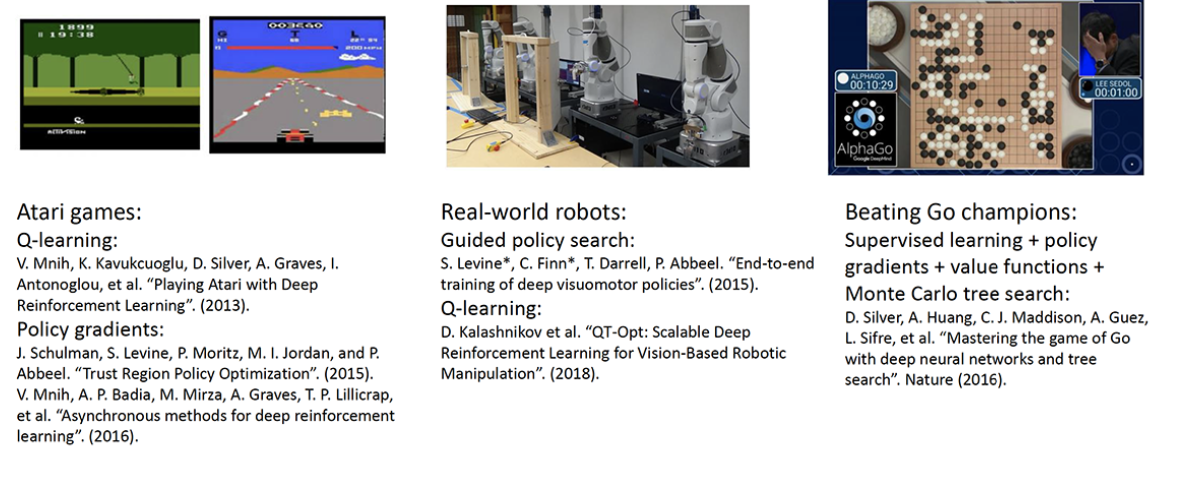 1899
19:38
ACTIVISION
003660
200 MPH
ALPHAGO
00:10:29
AlphaGo
Google DeepMind
LEE SEDOL
00:01:00
Atari games:
Q-learning:
V. Mnih, K. Kavukcuoglu, D. Silver, A. Graves, I.
Antonoglou, et al. “Playing Atari with Deep
Reinforcement Learning”. (2013).
Policy gradients:
J. Schulman, S. Levine, P. Moritz, M. I. Jordan, and P.
Abbeel. “Trust Region Policy Optimization”. (2015).
V. Mnih, A. P. Badia, M. Mirza, A. Graves, T. P. Lillicrap,
et al. “Asynchronous methods for deep reinforcement
learning”. (2016).
Real-world robots:
Guided policy search:
S. Levine*, C. Finn*, T. Darrell, P. Abbeel. “End-to-end
training of deep visuomotor policies”. (2015).
Q-learning:
D. Kalashnikov et al. “QT-Opt: Scalable Deep
Reinforcement Learning for Vision-Based Robotic
Manipulation”. (2018).
Beating Go champions:
Supervised learning + policy
gradients + value functions +
Monte Carlo tree search:
D. Silver, A. Huang, C. J. Maddison, A. Guez,
L. Sifre, et al. “Mastering the game of Go
with deep neural networks and tree
search”. Nature (2016).